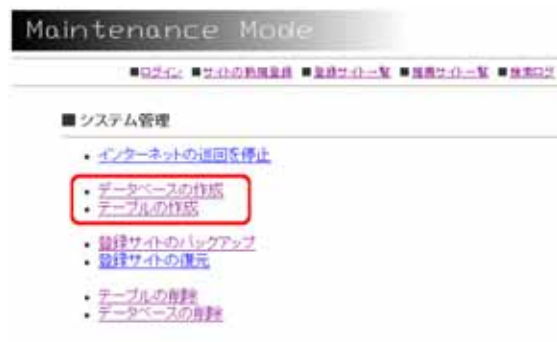 Maintenance Mode
■ログイン ■サイトの新規登録 ■登録サイト一覧 ■推薦サイト一覧 ■検索ログ
■ システム管理
• インターネットの巡回を停止
• データベースの作成
• テーブルの作成
• 登録サイトのバックアップ
• 登録サイトの復元
• テーブルの削除
• データベースの削除